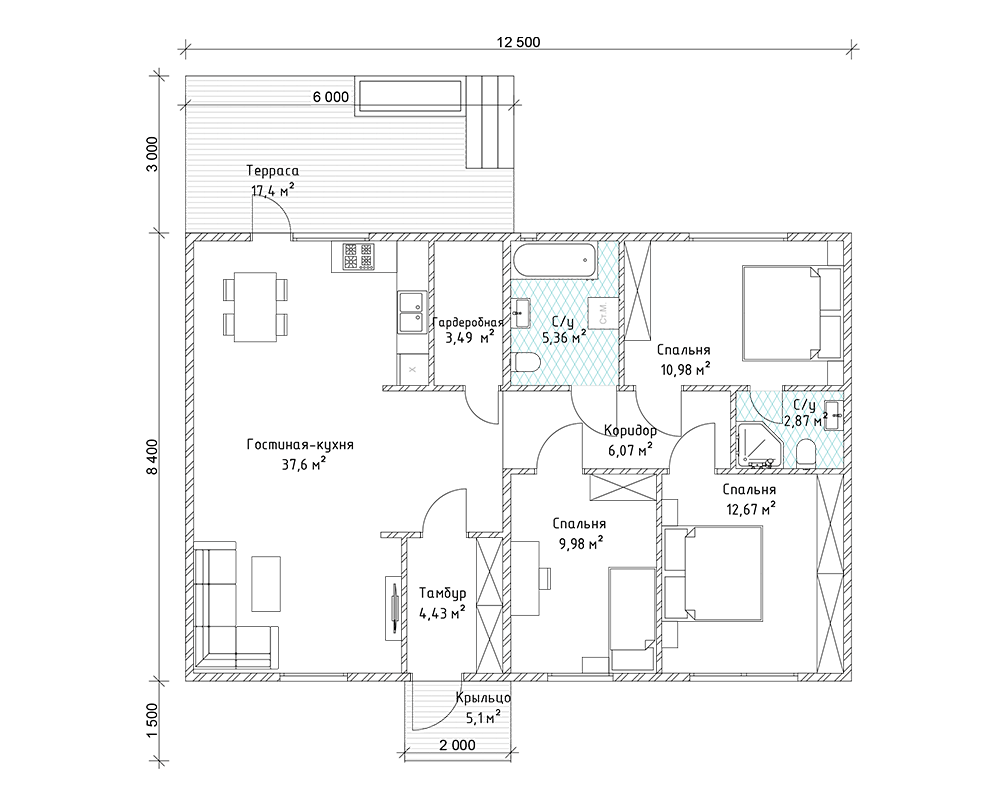 12 500
6 000
3 000
Терраса
17,4 м²
Гардеробная
3,49 м²
С/у
5,36 м²
Ст.М.
Спальня
10,98 м²
X
С/у
2,87 м²
Гостиная-кухня
37,6 м²
Коридор
6,07 м²
8 400
Спальня
9,98 м²
Спальня
12,67 м²
Тамбур
4,43 м²
Крыльцо
5,1 м²
1 500
2 000